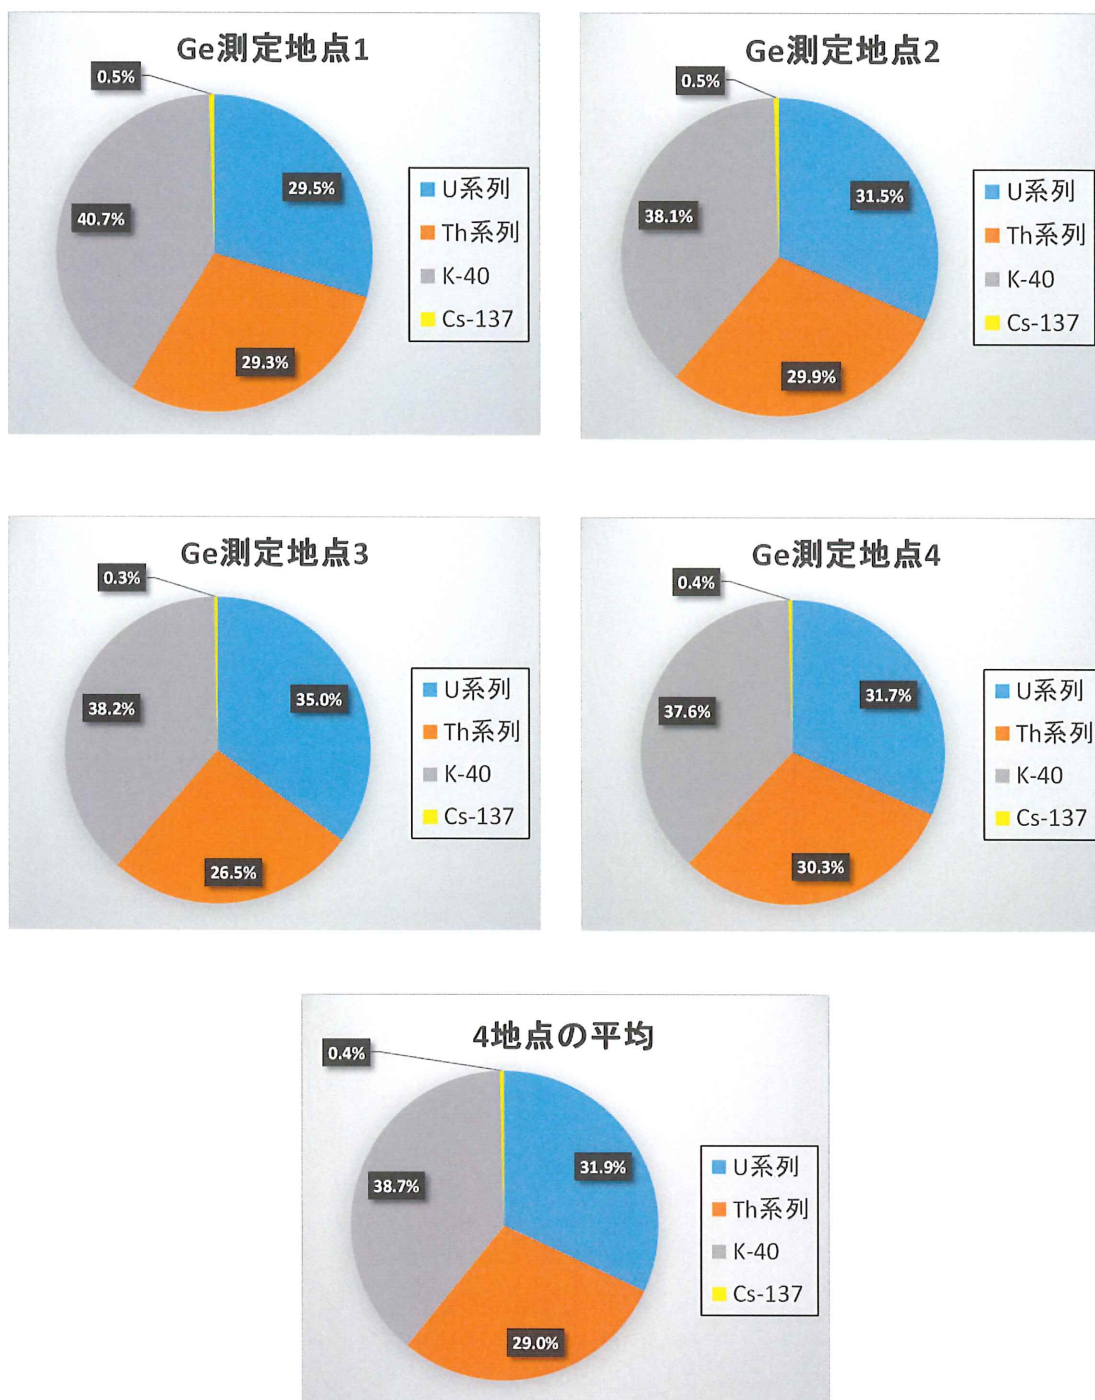 Ge測定地点1
0.5%
29.5%
40.7%
29.3%
U系列
Th系列
K-40
Cs-137
Ge測定地点2
0.5%
31.5%
38.1%
29.9%
U系列
Th系列
K-40
Cs-137
Ge測定地点3
0.3%
35.0%
38.2%
26.5%
U系列
Th系列
K-40
Cs-137
Ge測定地点4
0.4%
31.7%
37.6%
30.3%
U系列
Th系列
K-40
Cs-137
4地点の平均
0.4%
31.9%
38.7%
29.0%
U系列
Th系列
K-40
Cs-137